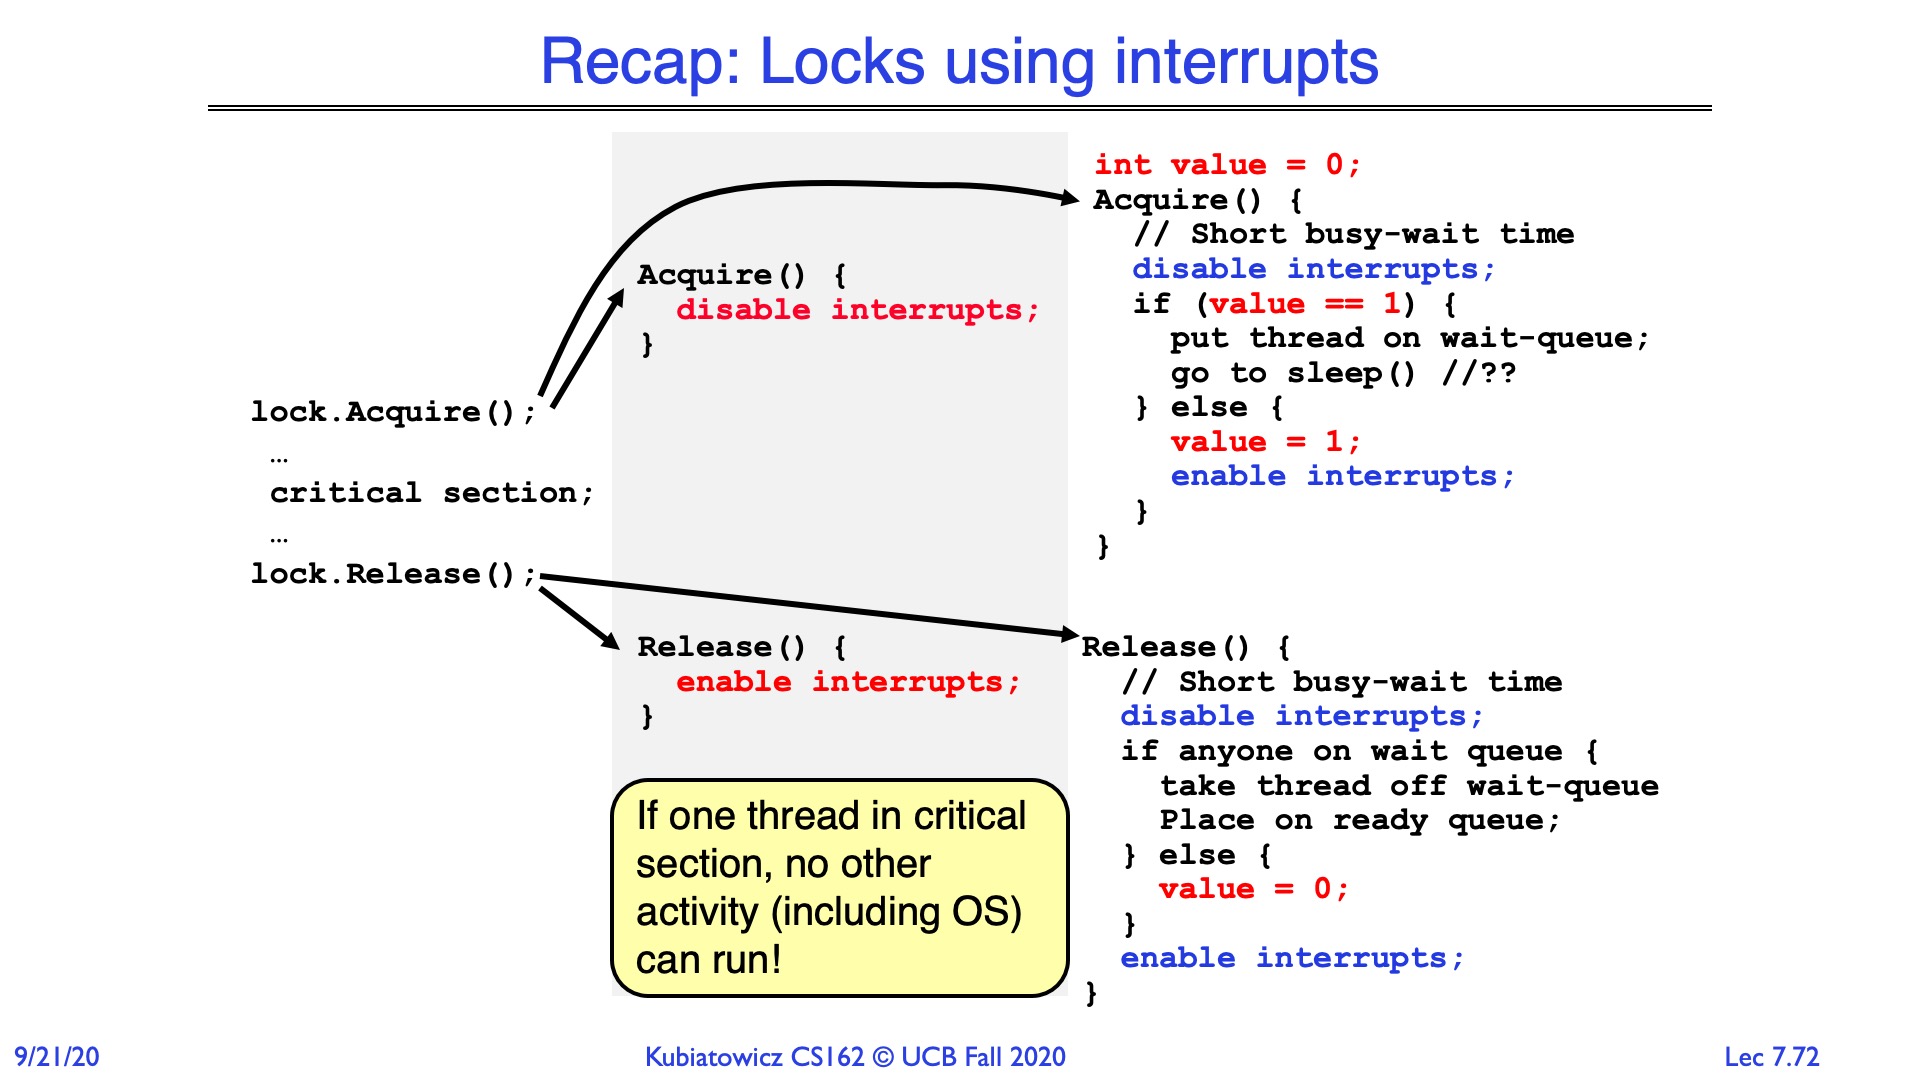 Recap: Locks using interrupts
lock.Acquire();
…
critical section;
…
lock.Release();
Acquire() {
disable interrupts;
}
Release() {
enable interrupts;
}
If one thread in critical
section, no other
activity (including OS)
can run!
int value = 0;
Acquire() {
// Short busy-wait time
disable interrupts;
if (value == 1) {
put thread on wait-queue;
go to sleep() //??
} else {
value = 1;
enable interrupts;
}
}
Release() {
// Short busy-wait time
disable interrupts;
if anyone on wait queue {
take thread off wait-queue
Place on ready queue;
} else {
value = 0;
}
enable interrupts;
}
9/21/20
Kubiatowicz CS162 © UCB Fall 2020
Lec 7.72